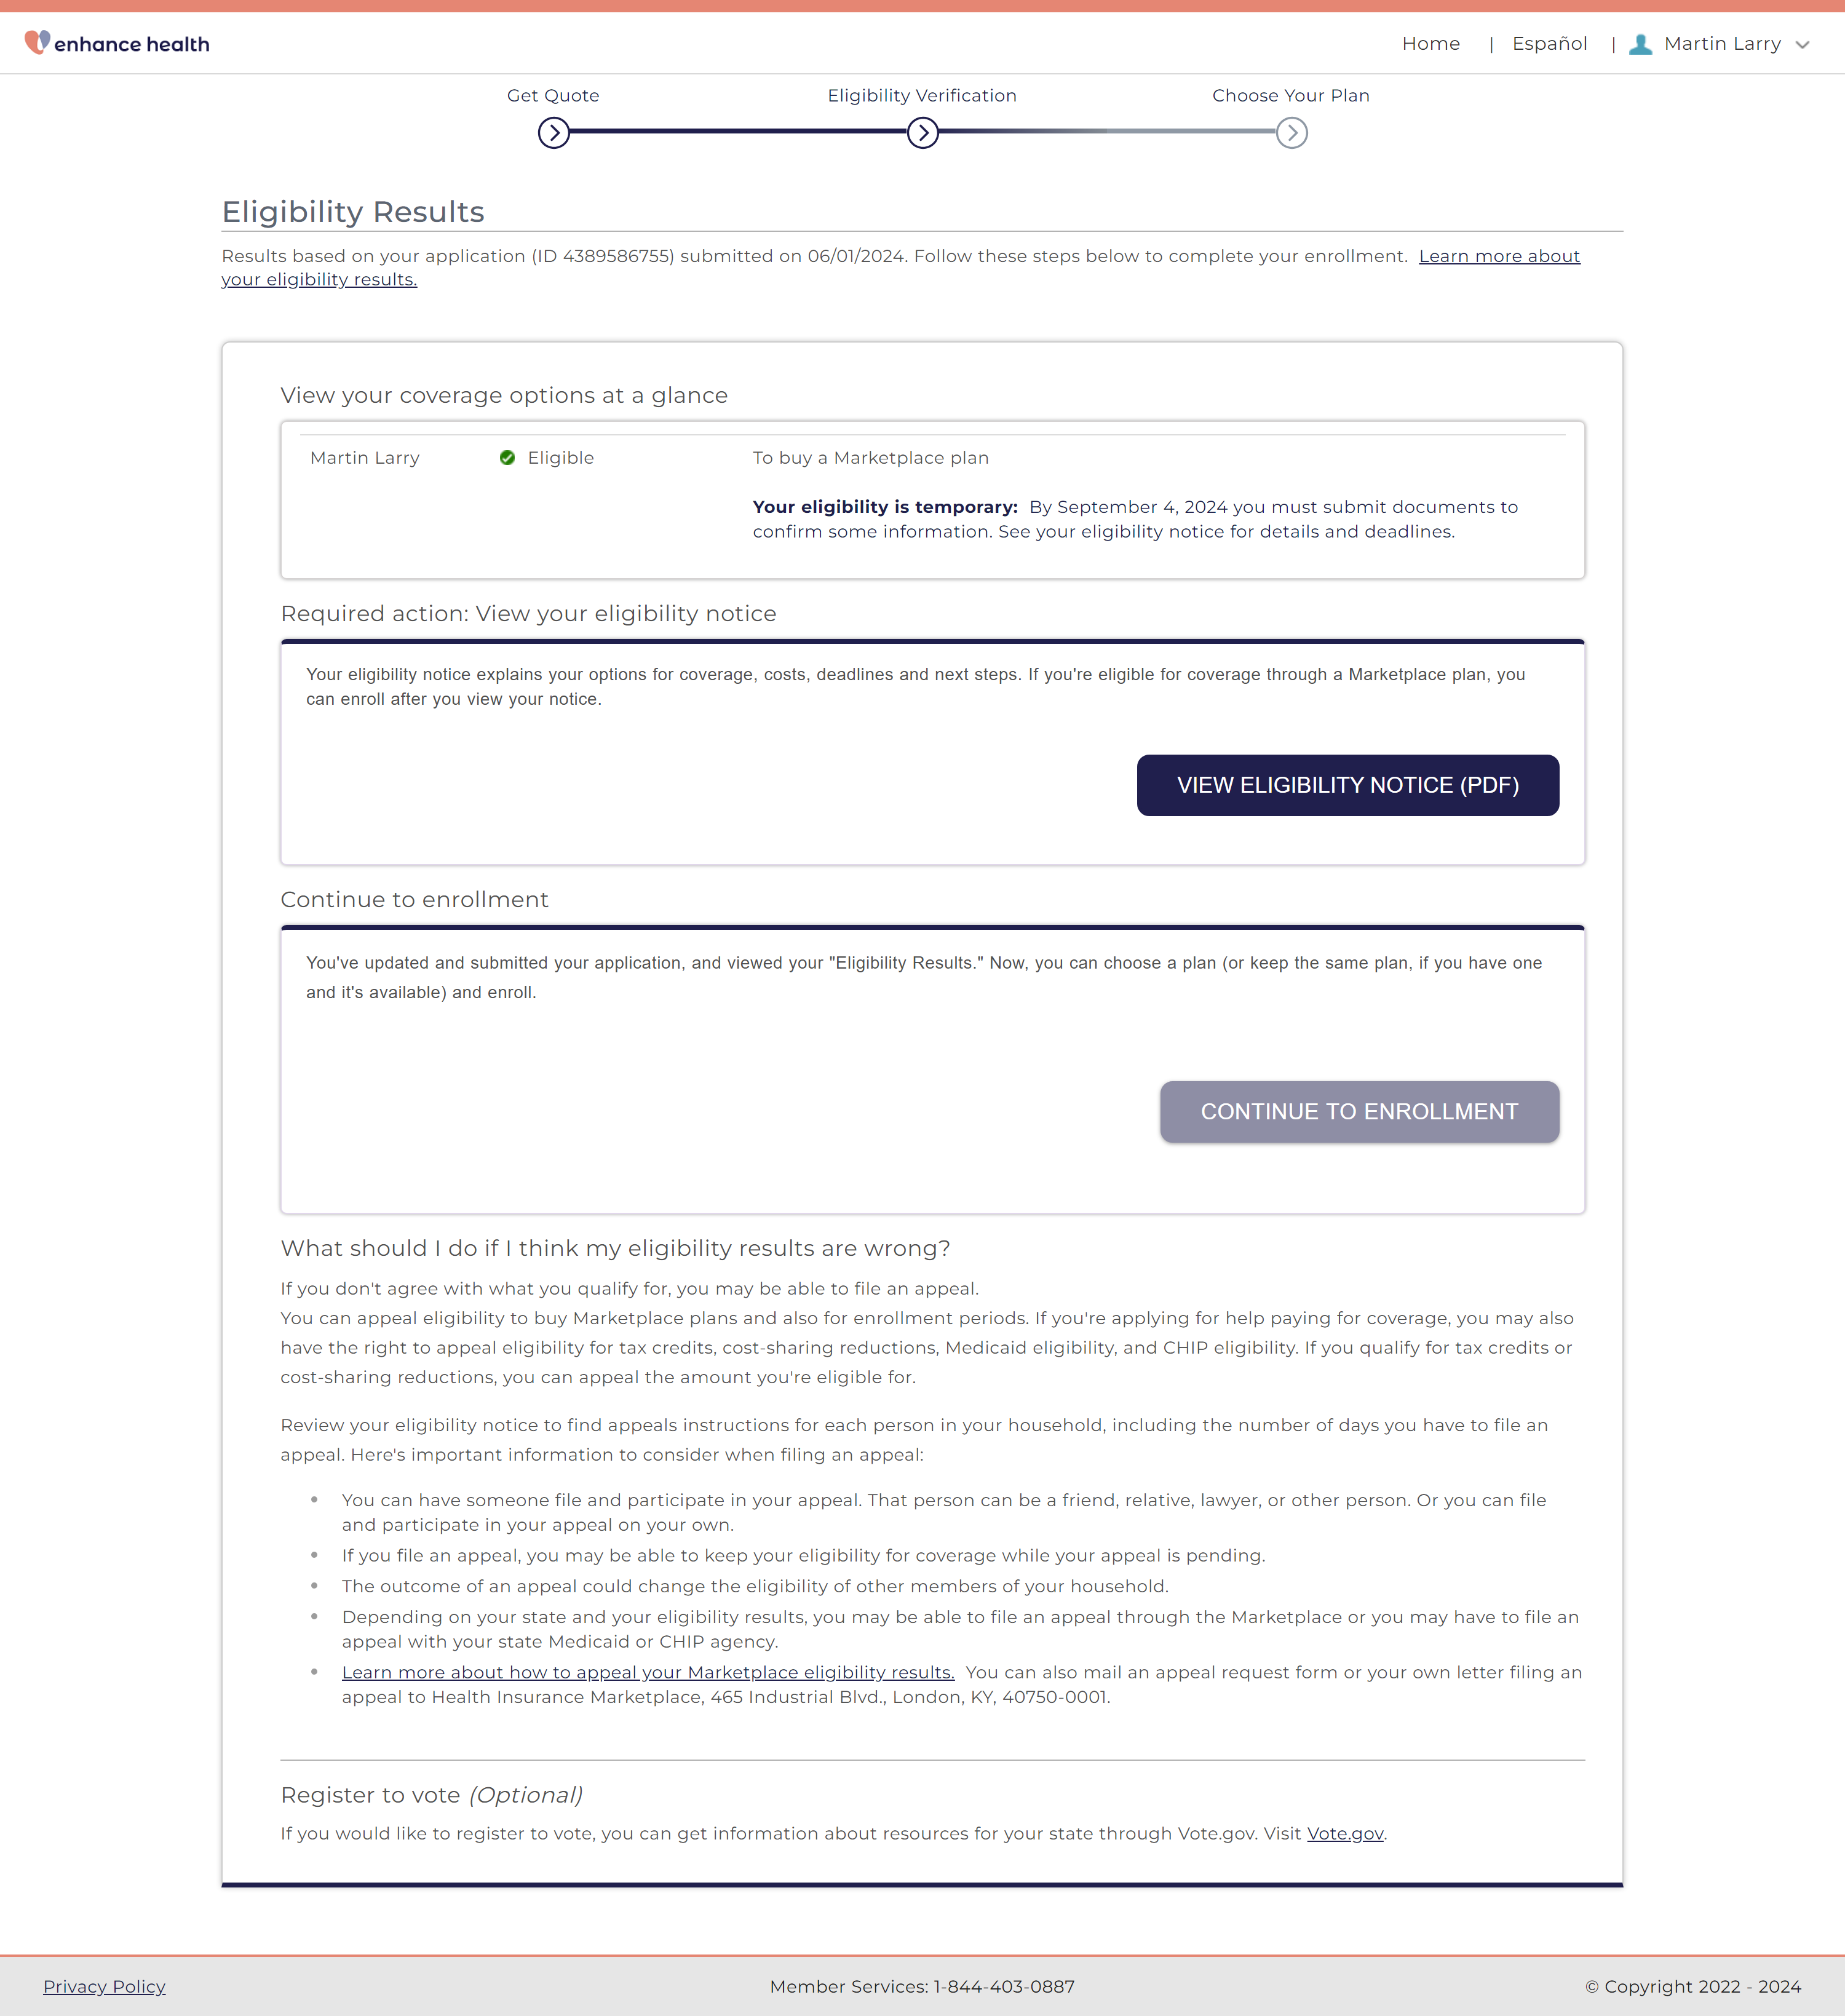 enhance health
Home | Español | Martin Larry
Get Quote
Eligibility Verification
Choose Your Plan
Eligibility Results
Results based on your application (ID 4389586755) submitted on 06/01/2024. Follow these steps below to complete your enrollment. Learn more about
your eligibility results.
View your coverage options at a glance
Martin Larry
Eligible
To buy a Marketplace plan
Your eligibility is temporary: By September 4, 2024 you must submit documents to
confirm some information. See your eligibility notice for details and deadlines.
Required action: View your eligibility notice
Your eligibility notice explains your options for coverage, costs, deadlines and next steps. If you're eligible for coverage through a Marketplace plan, you
can enroll after you view your notice.
VIEW ELIGIBILITY NOTICE (PDF)
Continue to enrollment
You've updated and submitted your application, and viewed your "Eligibility Results." Now, you can choose a plan (or keep the same plan, if you have one
and it's available) and enroll.
CONTINUE TO ENROLLMENT
What should I do if I think my eligibility results are wrong?
If you don't agree with what you qualify for, you may be able to file an appeal.
You can appeal eligibility to buy Marketplace plans and also for enrollment periods. If you're applying for help paying for coverage, you may also
have the right to appeal eligibility for tax credits, cost-sharing reductions, Medicaid eligibility, and CHIP eligibility. If you qualify for tax credits or
cost-sharing reductions, you can appeal the amount you're eligible for.
Review your eligibility notice to find appeals instructions for each person in your household, including the number of days you have to file an
appeal. Here's important information to consider when filing an appeal:
• You can have someone file and participate in your appeal. That person can be a friend, relative, lawyer, or other person. Or you can file
and participate in your appeal on your own.
• If you file an appeal, you may be able to keep your eligibility for coverage while your appeal is pending.
• The outcome of an appeal could change the eligibility of other members of your household.
• Depending on your state and your eligibility results, you may be able to file an appeal through the Marketplace or you may have to file an
appeal with your state Medicaid or CHIP agency.
• Learn more about how to appeal your Marketplace eligibility results. You can also mail an appeal request form or your own letter filing an
appeal to Health Insurance Marketplace, 465 Industrial Blvd., London, KY, 40750-0001.
Register to vote (Optional)
If you would like to register to vote, you can get information about resources for your state through Vote.gov. Visit Vote.gov.
Privacy Policy
Member Services: 1-844-403-0887
© Copyright 2022 - 2024